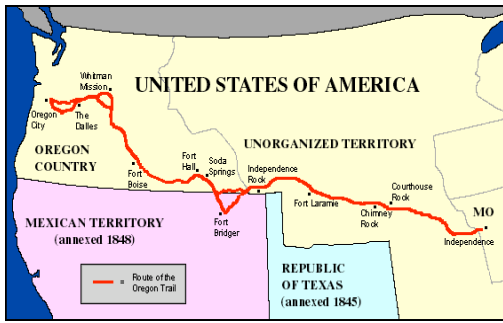 Whitman
Mission
UNITED STATES OF AMERICA
Oregon
City
The
Dalles
OREGON
COUNTRY
Fort
Boise
Fort
Hall
Soda
Springs
UNORGANIZED TERRITORY
Independence
Rock
Fort Laramie
Courthouse
Rock
Chimney
Rock
MO
Independence
MEXICAN TERRITORY
(annexed 1848)
Fort
Bridger
Route of the
Oregon Trail
REPUBLIC
OF TEXAS
(annexed 1845)